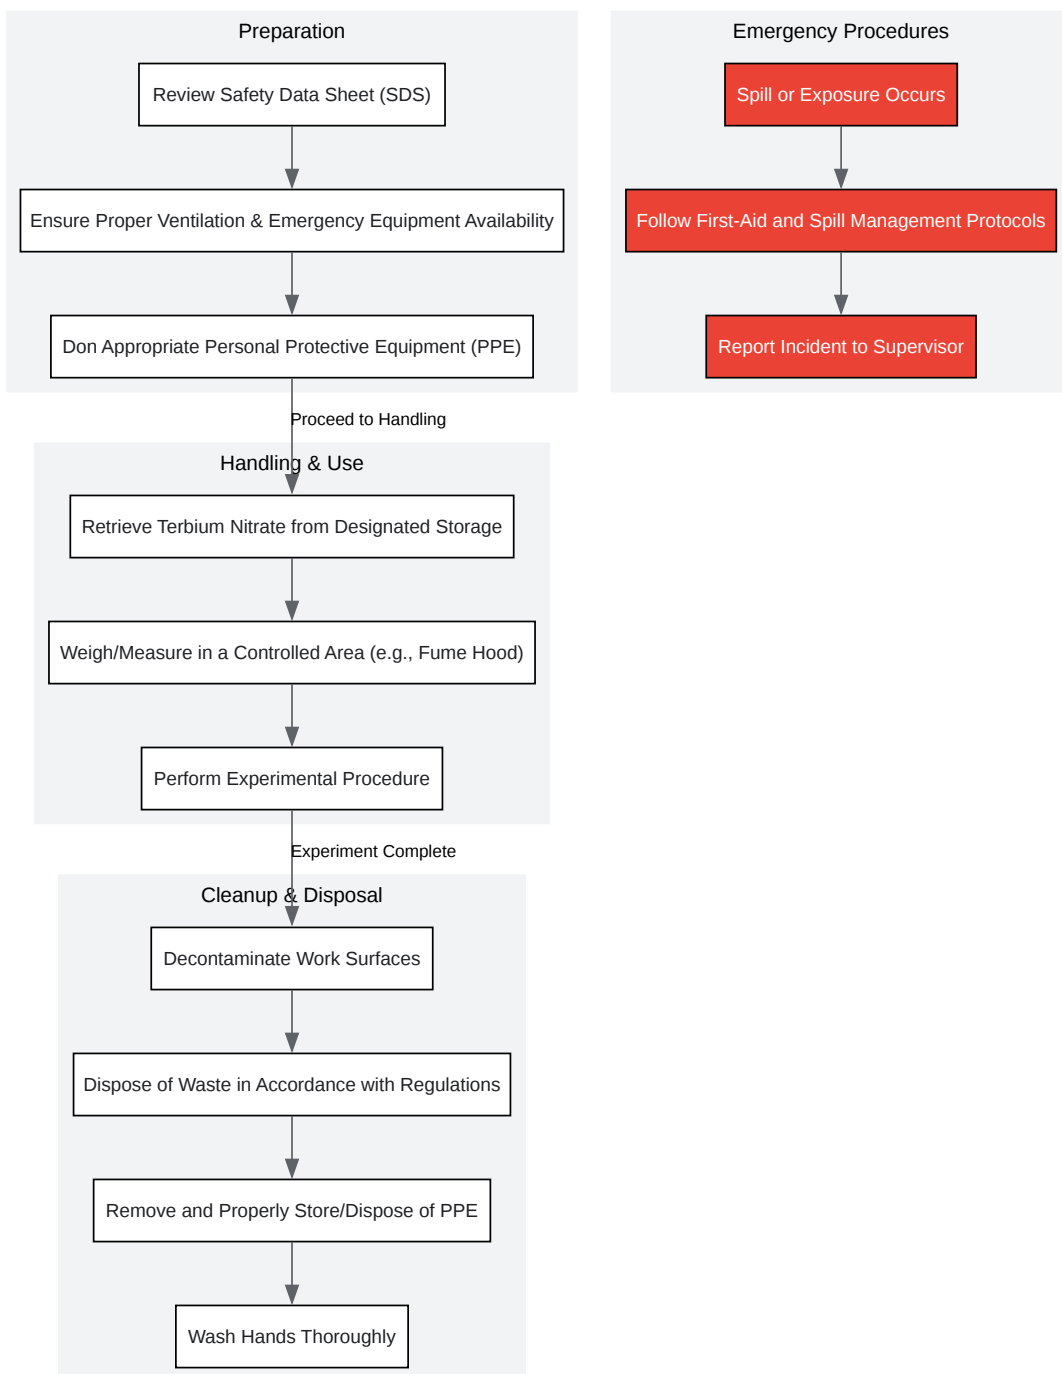 Preparation
Review Safety Data Sheet (SDS)
Ensure Proper Ventilation & Emergency Equipment Availability
Don Appropriate Personal Protective Equipment (PPE)
Proceed to Handling
Handling & Use
Retrieve Terbium Nitrate from Designated Storage
Weigh/Measure in a Controlled Area (e.g., Fume Hood)
Perform Experimental Procedure
Experiment Complete
Cleanup & Disposal
Decontaminate Work Surfaces
Dispose of Waste in Accordance with Regulations
Remove and Properly Store/Dispose of PPE
Wash Hands Thoroughly
Emergency Procedures
Spill or Exposure Occurs
Follow First-Aid and Spill Management Protocols
Report Incident to Supervisor